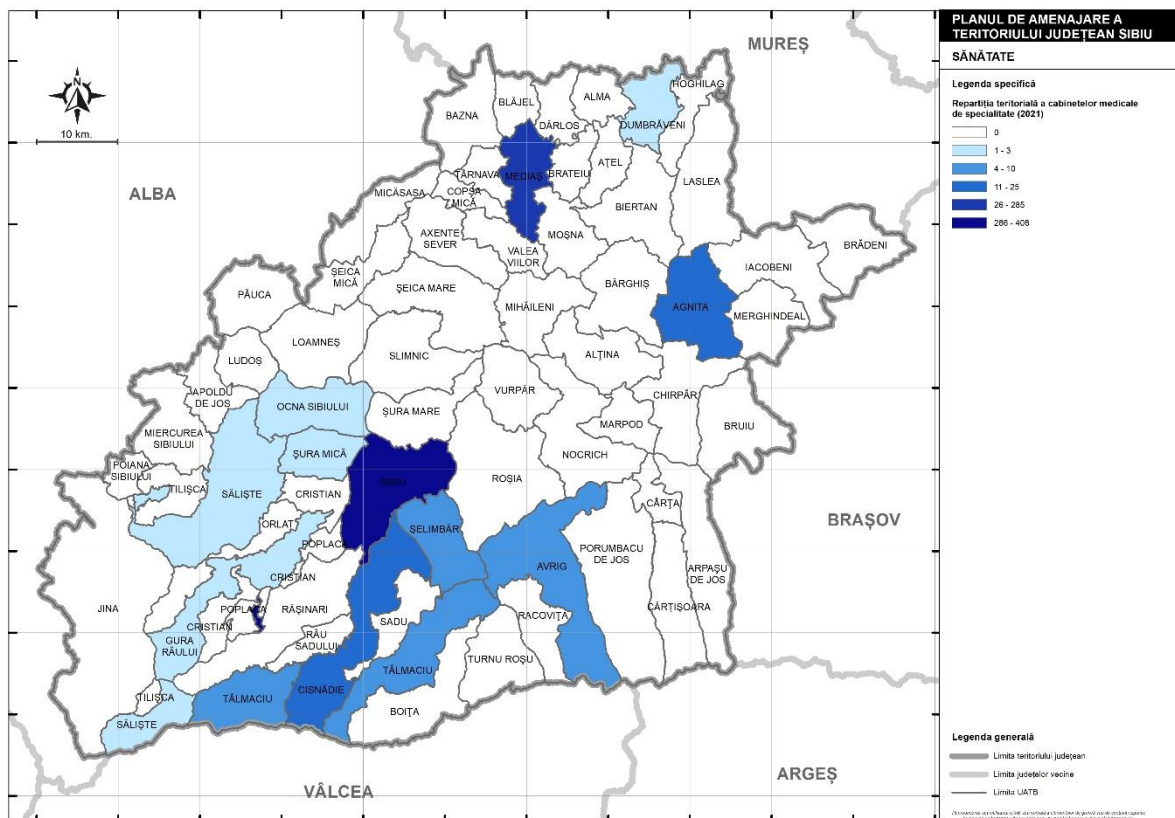 PLANUL DE AMENAJARE A
TERITORIULUI JUDEȚEAN SIBIU
SĂNĂTATE
Legenda specifică
Repartiția teritorială a cabinetelor medicale
de specialitate (2021)
0
1 - 3
4 - 10
11 - 25
26 - 285
286 - 408
N
10 km.
MUREȘ
ALBA
BRAȘOV
ARGEȘ
VÂLCEA
HOGHILAG
BLĂJEL
ALMA
BAZNA
DÂRLOS
DUMBRĂVENI
AȚEL
TÂRNAVA
MEDIAȘ
BRATEIU
LASLEA
MICĂSASA
COPȘA
MICĂ
BIERTAN
AXENTE
SEVER
MOȘNA
BRĂDENI
VALEA
VIILOR
IACOBENI
ȘEICA
MICĂ
ȘEICA MARE
BÂRGHIȘ
PĂUCA
MIHĂILENI
AGNITA
MERGHINDEAL
LOAMNEȘ
LUDOȘ
SLIMNIC
ALȚINA
APOLDU
DE JOS
VURPĂR
CHIRPĂR
OCNA SIBIULUI
ȘURA MARE
MARPOD
BRUIU
MIERCUREA
SIBIULUI
ȘURA MICĂ
NOCRICH
POIANA
SIBIULUI
TILIȘCA
SĂLIȘTE
CRISTIAN
SIBIU
ROȘIA
CÂRȚA
ORLAT
ȘELIMBĂR
POPLACA
PORUMBACU
DE JOS
AVRIG
ARPAȘU
DE JOS
CRISTIAN
JINA
POPLACA
RĂȘINARI
CÂRȚIȘOARA
CRISTIAN
SADU
RACOVIȚA
GURA
RÂULUI
RÂU
SADULUI
TURNU ROȘU
TĂLMACIU
TILIȘCA
TĂLMACIU
CISNĂDIE
BOIȚA
SĂLIȘTE
Legenda generală
Limita teritoriului județean
Limita județelor vecine
Limita UATB